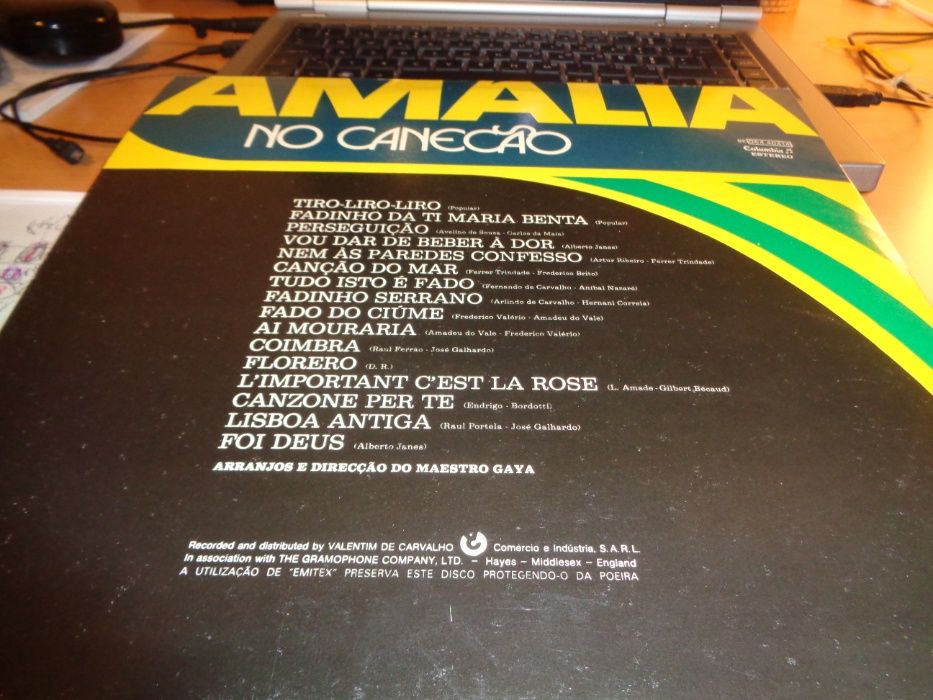 AMÁLIA
NO CANECÃO
Columbia
ESTEREO
TIRO-LIRO-LIRO (Popular)
FADINHO DA TI MARIA BENTA (Popular)
PERSEGUIÇÃO (Avelino de Sousa - Carlos da Maia)
VOU DAR DE BEBER À DOR (Alberto Janes)
NEM ÀS PAREDES CONFESSO (Artur Ribeiro - Ferrer Trindade)
CANÇÃO DO MAR (Ferrer Trindade - Frederico Brito)
TUDO ISTO É FADO (Fernando de Carvalho - Aníbal Nazaré)
FADINHO SERRANO (Arlindo de Carvalho - Hernani Correia)
FADO DO CIÚME (Frederico Valério - Amadeu do Vale)
AI MOURARIA (Amadeu do Vale - Frederico Valério)
COIMBRA (Raul Ferrão - José Galhardo)
FLORERO (D. R.)
L'IMPORTANT C'EST LA ROSE (L. Amade - Gilbert Bécaud)
CANZONE PER TE (Endrigo - Bordotti)
LISBOA ANTIGA (Raul Portela - José Galhardo)
FOI DEUS (Alberto Janes)
ARRANJOS E DIRECÇÃO DO MAESTRO GAYA
Recorded and distributed by VALENTIM DE CARVALHO Comércio e Indústria, S.A.R.L.
In association with THE GRAMOPHONE COMPANY, LTD. - Hayes - Middlesex - England
A UTILIZAÇÃO DE "EMITEX" PRESERVA ESTE DISCO PROTEGENDO-O DA POEIRA